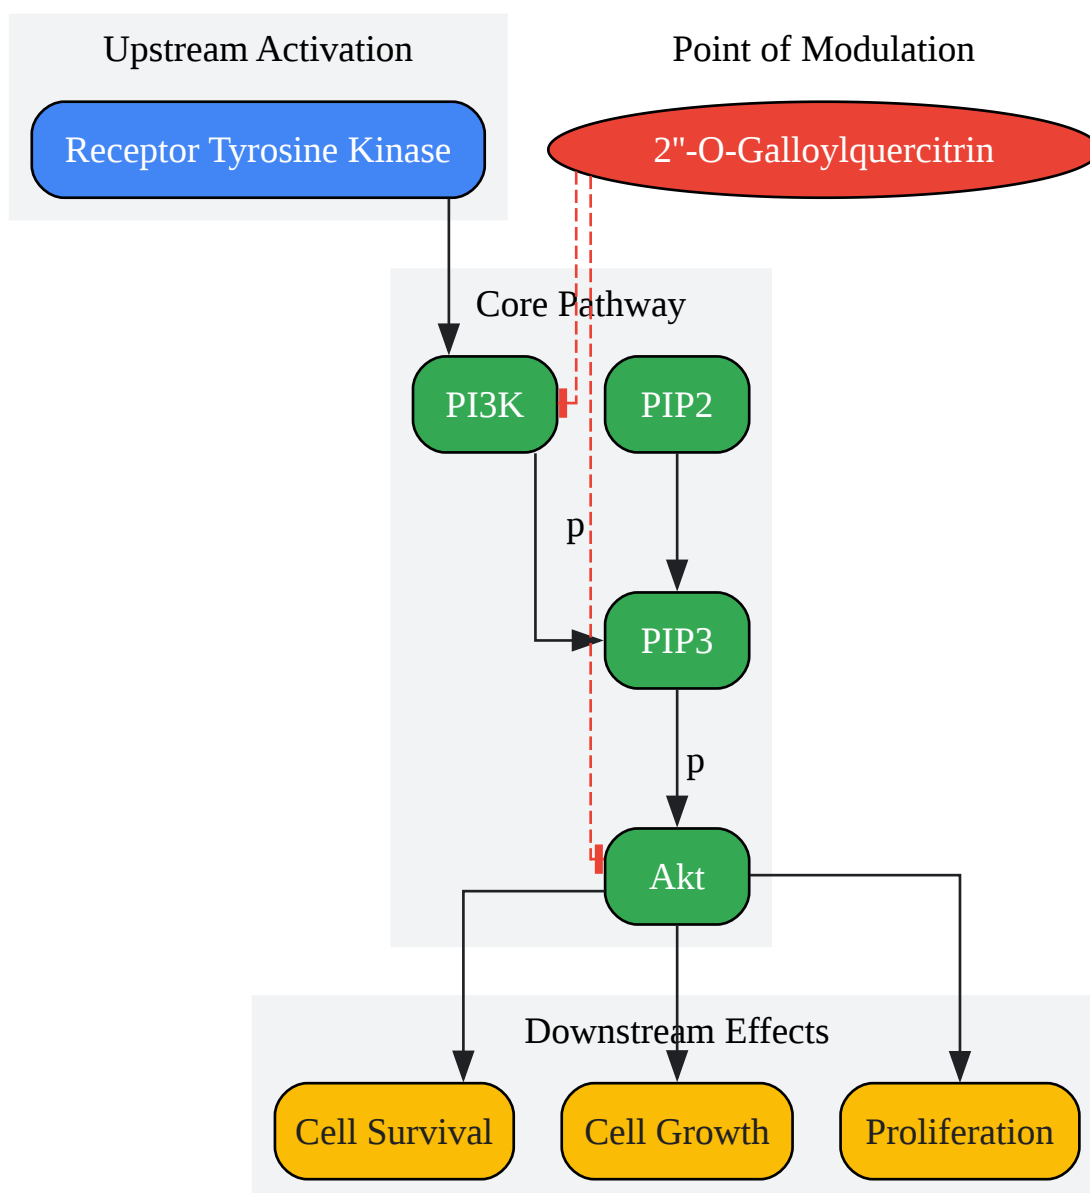 Upstream Activation
Point of Modulation
Receptor Tyrosine Kinase
2"-O-Galloylquercitrin
Core Pathway
PI3K
PIP2
p
PIP3
p
Akt
Downstream Effects
Cell Survival
Cell Growth
Proliferation